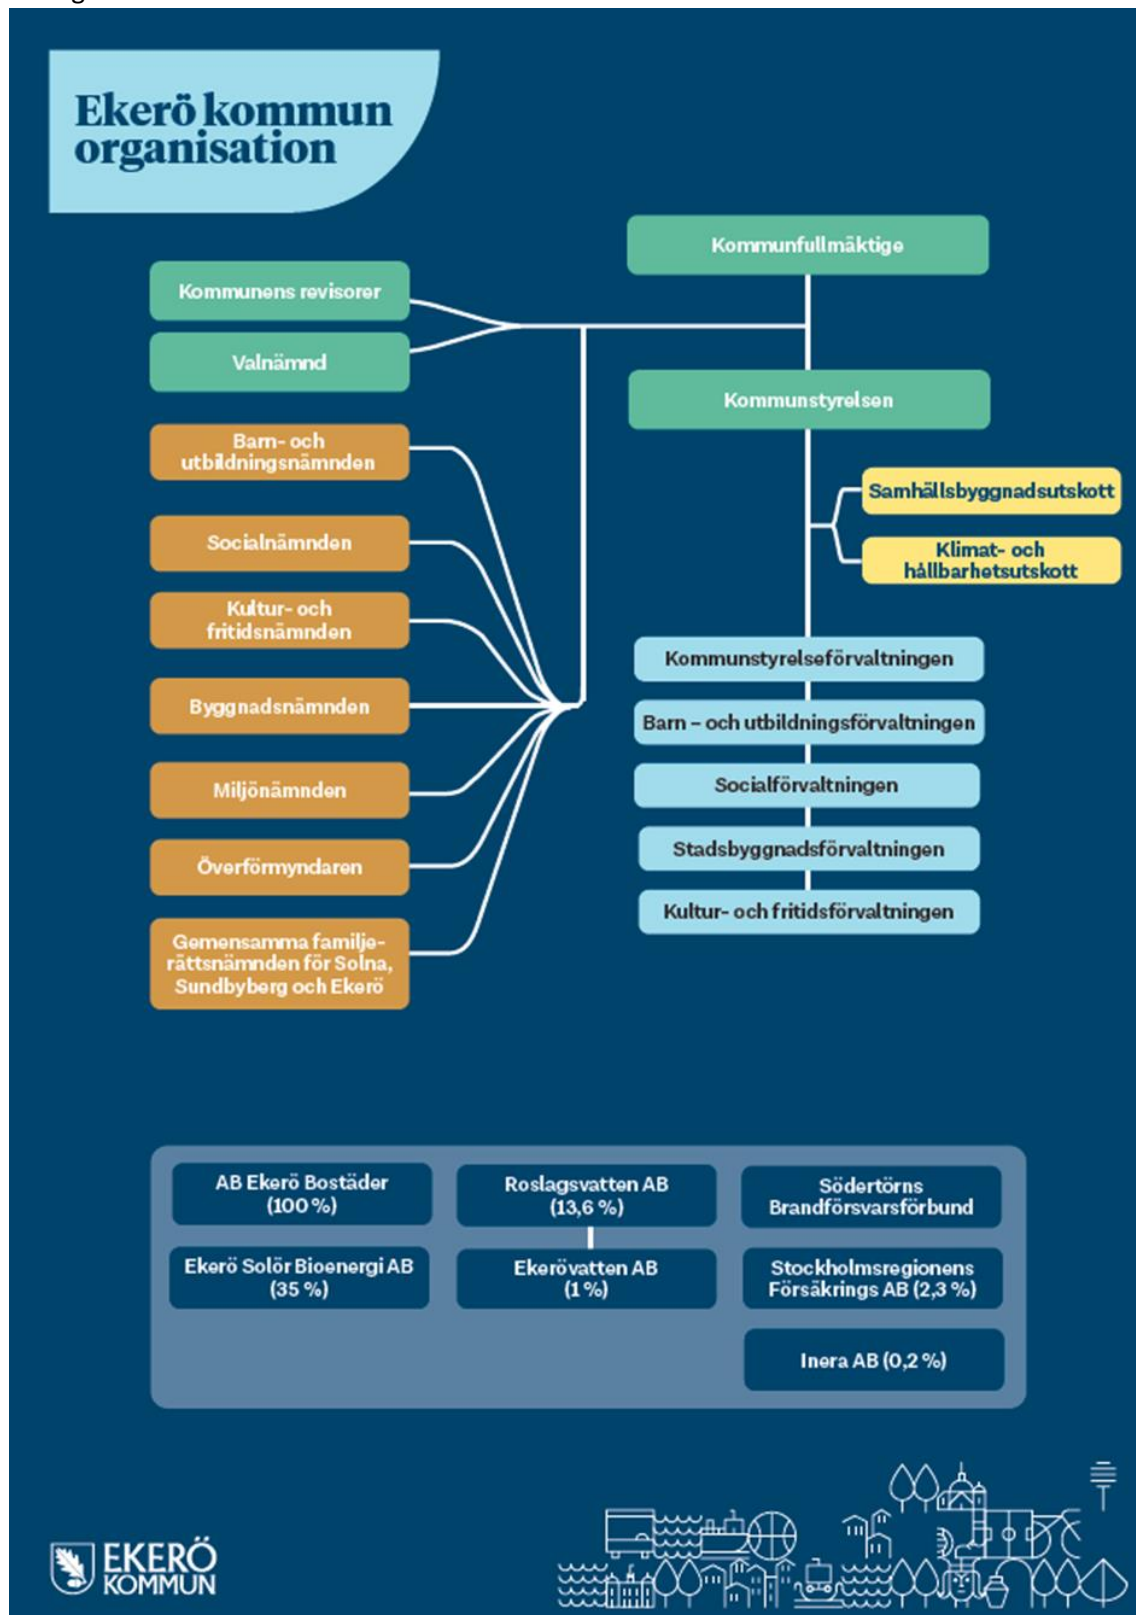 Ekerö kommun
organisation
Kommunfullmäktige
Kommunens revisorer
Valnämnd
Kommunstyrelsen
Barn- och
utbildningsnämnden
Socialnämnden
Kultur- och
fritidsnämnden
Byggnadsnämnden
Miljönämnden
Överförmyndaren
Gemensamma familje-
rättsnämnden för Solna,
Sundbyberg och Ekerö
Samhällsbyggnadsutskott
Klimat- och
hållbarhetsutskott
Kommunstyrelseförvaltningen
Barn – och utbildningsförvaltningen
Socialförvaltningen
Stadsbyggnadsförvaltningen
Kultur- och fritidsförvaltningen
AB Ekerö Bostäder
(100 %)
Roslagsvatten AB
(13,6 %)
Södertörns
Brandförsvarsförbund
Ekerö Solör Bioenergi AB
(35 %)
Ekerövatten AB
(1 %)
Stockholmsregionens
Försäkrings AB (2,3 %)
Inera AB (0,2 %)
EKERÖ
KOMMUN